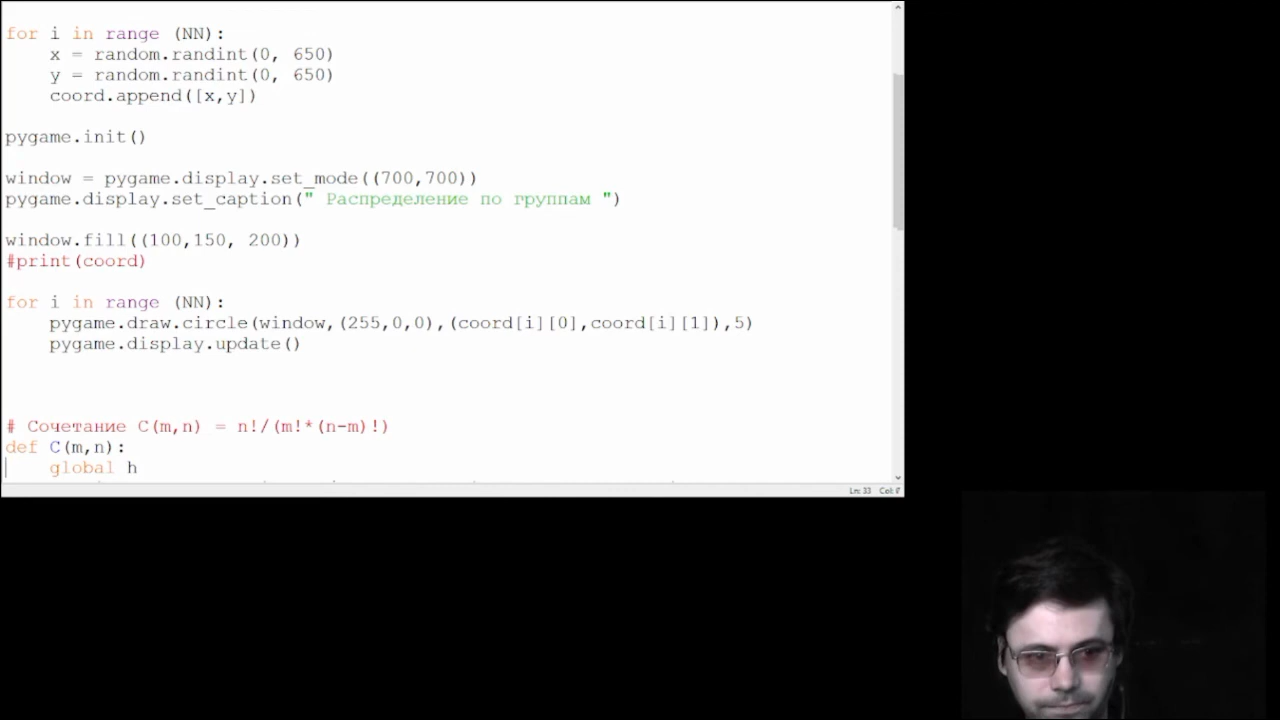 for i in range (NN):
x = random.randint(0, 650)
y = random.randint(0, 650)
coord.append([x,y])
pygame.init()
window = pygame.display.set_mode((700,700))
pygame.display.set_caption(" Распределение по группам ")
window.fill((100,150, 200))
#print(coord)
for i in range (NN):
pygame.draw.circle(window,(255,0,0),(coord[i][0],coord[i][1]),5)
pygame.display.update()
# Сочетание C(m,n) = n!/(m!*(n-m)!)
def C(m,n):
global h
Ln: 33